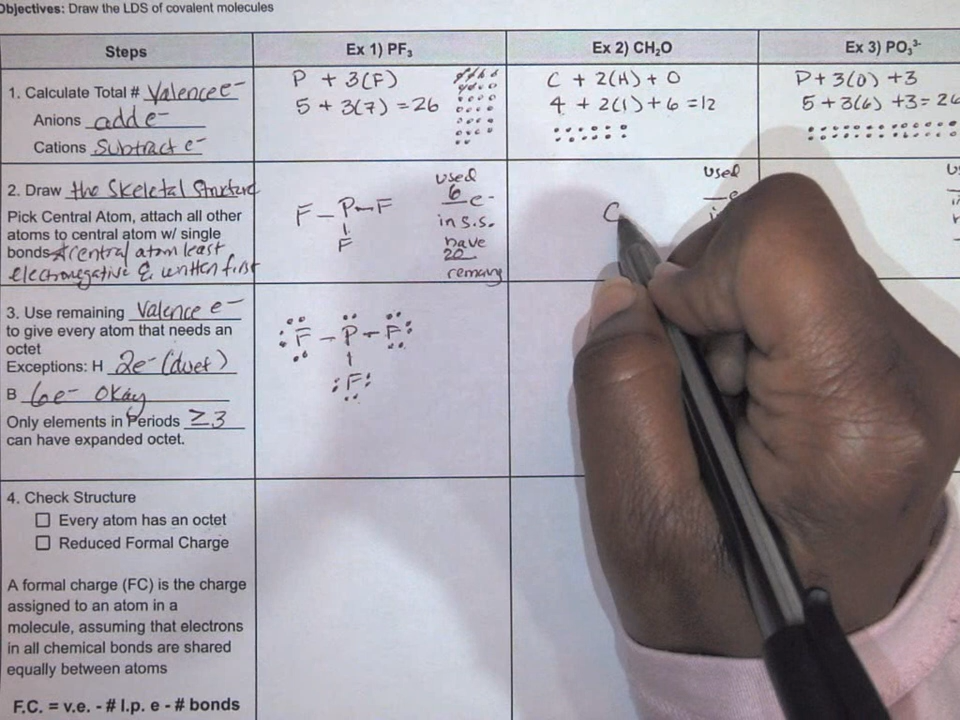 Objectives: Draw the LDS of covalent molecules
Steps
Ex 1) PF₃
Ex 2) CH₂O
Ex 3) PO₃³⁻
1. Calculate Total # Valence e-
Anions add e-
Cations Subtract e-
P + 3(F)
5 + 3(7) = 26
C + 2(H) + O
4 + 2(1) + 6 = 12
P + 3(O) + 3
5 + 3(6) + 3 = 26
2. Draw the Skeletal Structure
Pick Central Atom, attach all other
atoms to central atom w/ single
bonds * central atom least
electronegative & written first
F – P – F
F
used
6 e-
in S.S.
have
20
remaing
used
e
C
3. Use remaining Valence e-
to give every atom that needs an
octet
Exceptions: H 2e- (duet)
B 6e- okay
Only elements in Periods ≥3
can have expanded octet.
F – P – F
F
4. Check Structure
☐ Every atom has an octet
☐ Reduced Formal Charge
A formal charge (FC) is the charge
assigned to an atom in a
molecule, assuming that electrons
in all chemical bonds are shared
equally between atoms
F.C. = v.e. - # l.p. e - # bonds